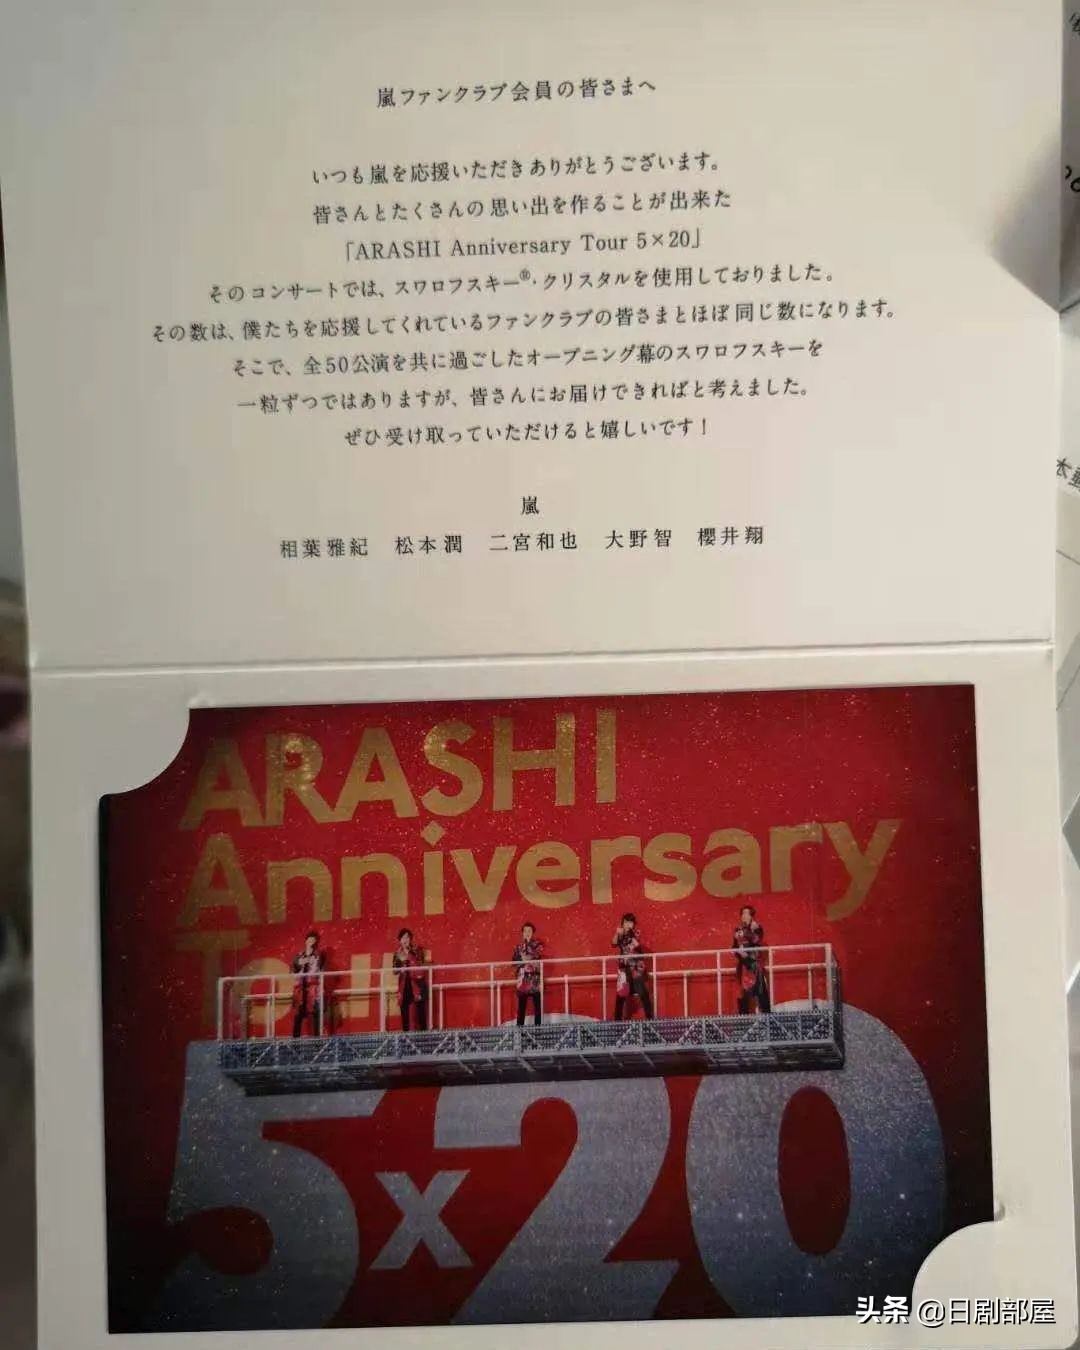 嵐ファンクラブ会員の皆さまへ
いつも嵐を応援いただきありがとうございます。
皆さんとたくさんの思い出を作ることが出来た
「ARASHI Anniversary Tour 5×20」
そのコンサートでは、スワロフスキー®・クリスタルを使用しておりました。
その数は、僕たちを応援してくれているファンクラブの皆さまとほぼ同じ数になります。
そこで、全50公演を共に過ごしたオープニング幕のスワロフスキーを
一粒ずつではありますが、皆さんにお届けできればと考えました。
ぜひ受け取っていただけると嬉しいです！
嵐
相葉雅紀 松本潤 二宮和也 大野智 櫻井翔
ARASHI
Anniversary
Tour
5x20
头条 @日剧部屋